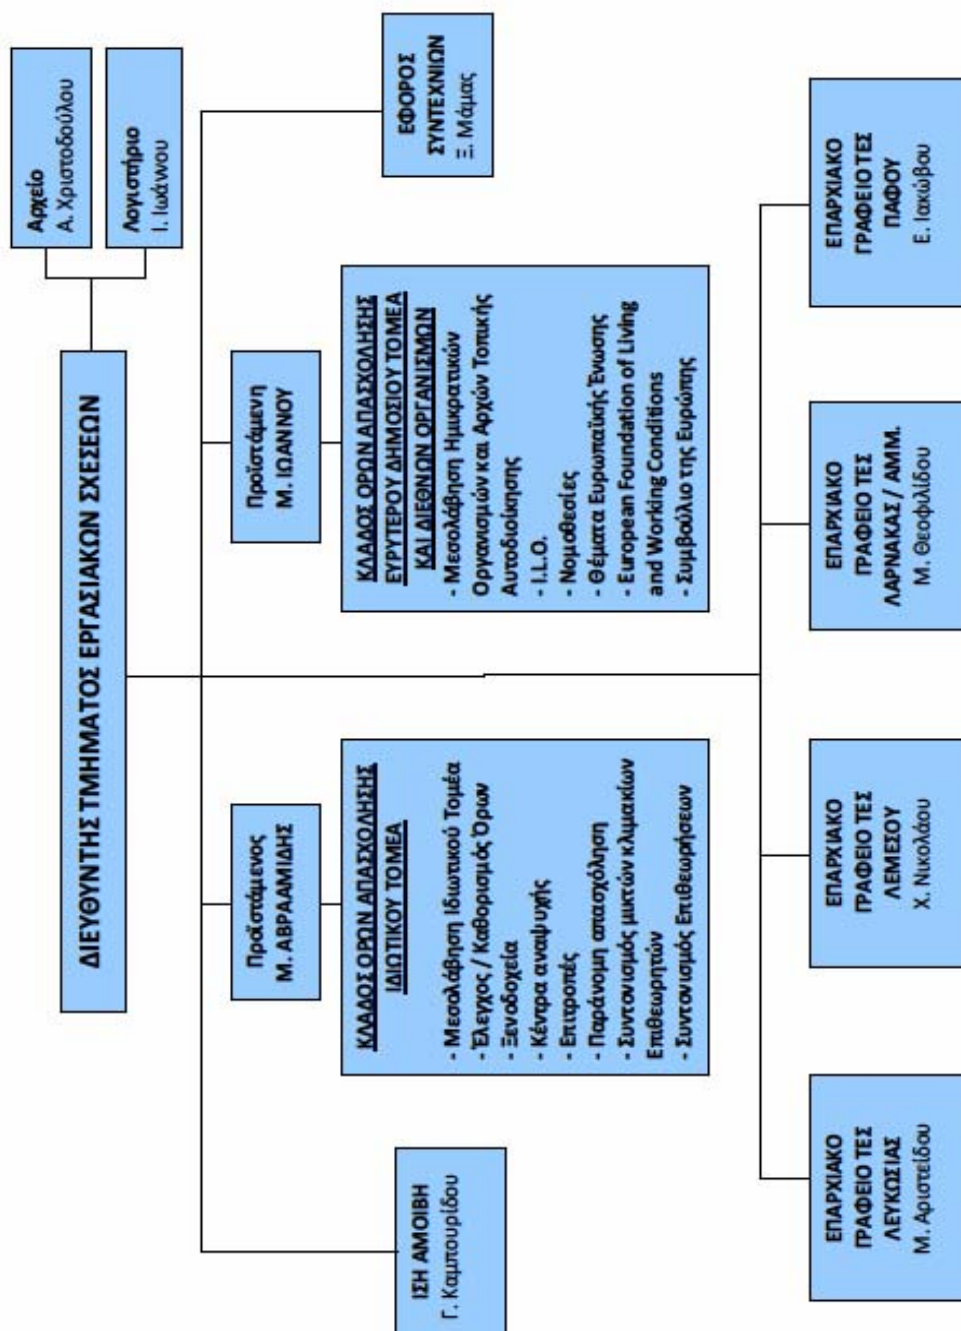 ΔΙΕΥΘΥΝΤΗΣ ΤΜΗΜΑΤΟΣ ΕΡΓΑΣΙΑΚΩΝ ΣΧΕΣΕΩΝ
Αρχείο
Α. Χριστοδούλου
Λογιστήριο
Ι. Ιωάννου
ΙΣΗ ΑΜΟΙΒΗ
Γ. Καμπουρίδου
Προϊστάμενος
Μ. ΑΒΡΑΑΜΙΔΗΣ
ΚΛΑΔΟΣ ΟΡΩΝ ΑΠΑΣΧΟΛΗΣΗΣ
ΙΔΙΩΤΙΚΟΥ ΤΟΜΕΑ
- Μεσολάβηση Ιδιωτικού Τομέα
- Έλεγχος / Καθορισμός Όρων
- Ξενοδοχεία
- Κέντρα αναψυχής
- Επιτροπές
- Παράνομη απασχόληση
- Συντονισμός μικτών κλιμακίων
Επιθεωρητών
- Συντονισμός Επιθεωρήσεων
Προϊστάμενη
Μ. ΙΩΑΝΝΟΥ
ΚΛΑΔΟΣ ΟΡΩΝ ΑΠΑΣΧΟΛΗΣΗΣ
ΕΥΡΥΤΕΡΟΥ ΔΗΜΟΣΙΟΥ ΤΟΜΕΑ
ΚΑΙ ΔΙΕΘΝΩΝ ΟΡΓΑΝΙΣΜΩΝ
- Μεσολάβηση Ημικρατικών
Οργανισμών και Αρχών Τοπικής
Αυτοδιοίκησης
- I.L.O.
- Νομοθεσίες
- Θέματα Ευρωπαϊκής Ένωσης
- European Foundation of Living
and Working Conditions
- Συμβούλιο της Ευρώπης
ΕΦΟΡΟΣ
ΣΥΝΤΕΧΝΙΩΝ
Ξ. Μάμας
ΕΠΑΡΧΙΑΚΟ
ΓΡΑΦΕΙΟ ΤΕΣ
ΛΕΥΚΩΣΙΑΣ
Μ. Αριστείδου
ΕΠΑΡΧΙΑΚΟ
ΓΡΑΦΕΙΟ ΤΕΣ
ΛΕΜΕΣΟΥ
Χ. Νικολάου
ΕΠΑΡΧΙΑΚΟ
ΓΡΑΦΕΙΟ ΤΕΣ
ΛΑΡΝΑΚΑΣ / ΑΜΜ.
Μ. Θεοφιλίδου
ΕΠΑΡΧΙΑΚΟ
ΓΡΑΦΕΙΟ ΤΕΣ
ΠΑΦΟΥ
Ε. Ιακώβου